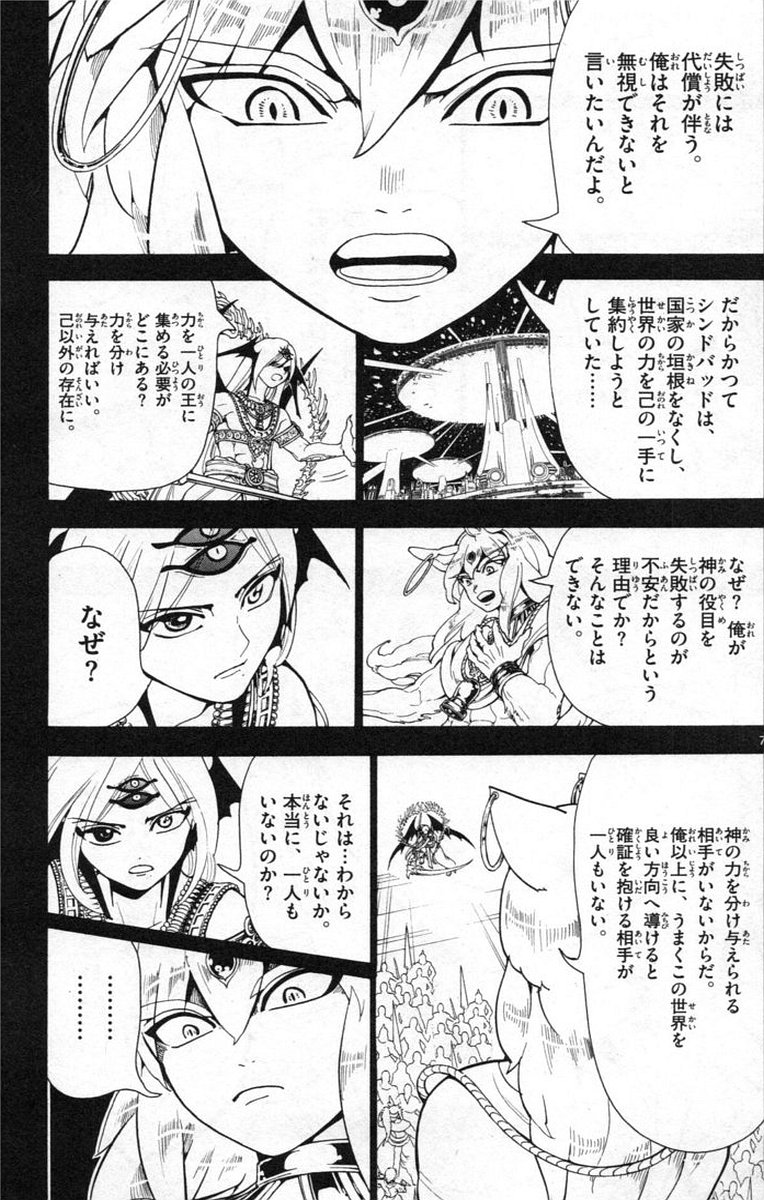 失敗には
代償が伴う。
俺はそれを
無視できないと
言いたいんだよ。
だからかつて
シンドバッドは、
国家の垣根をなくし、
世界の力を己の一手に
集約しようと
していた……
力を一人の王に
集める必要が
どこにある?
力を分け
与えればいい。
己以外の存在に。
なぜ? 俺が
神の役目を
失敗するのが
不安だからという
理由でか?
そんなことは
できない。
なぜ?
神の力を分け与えられる
相手がいないからだ。
俺以上に、うまくこの世界を
良い方向へ導けると
確証を抱ける相手が
一人もいない。
それは…わから
ないじゃないか。
本当に、一人も
いないのか?
………
………